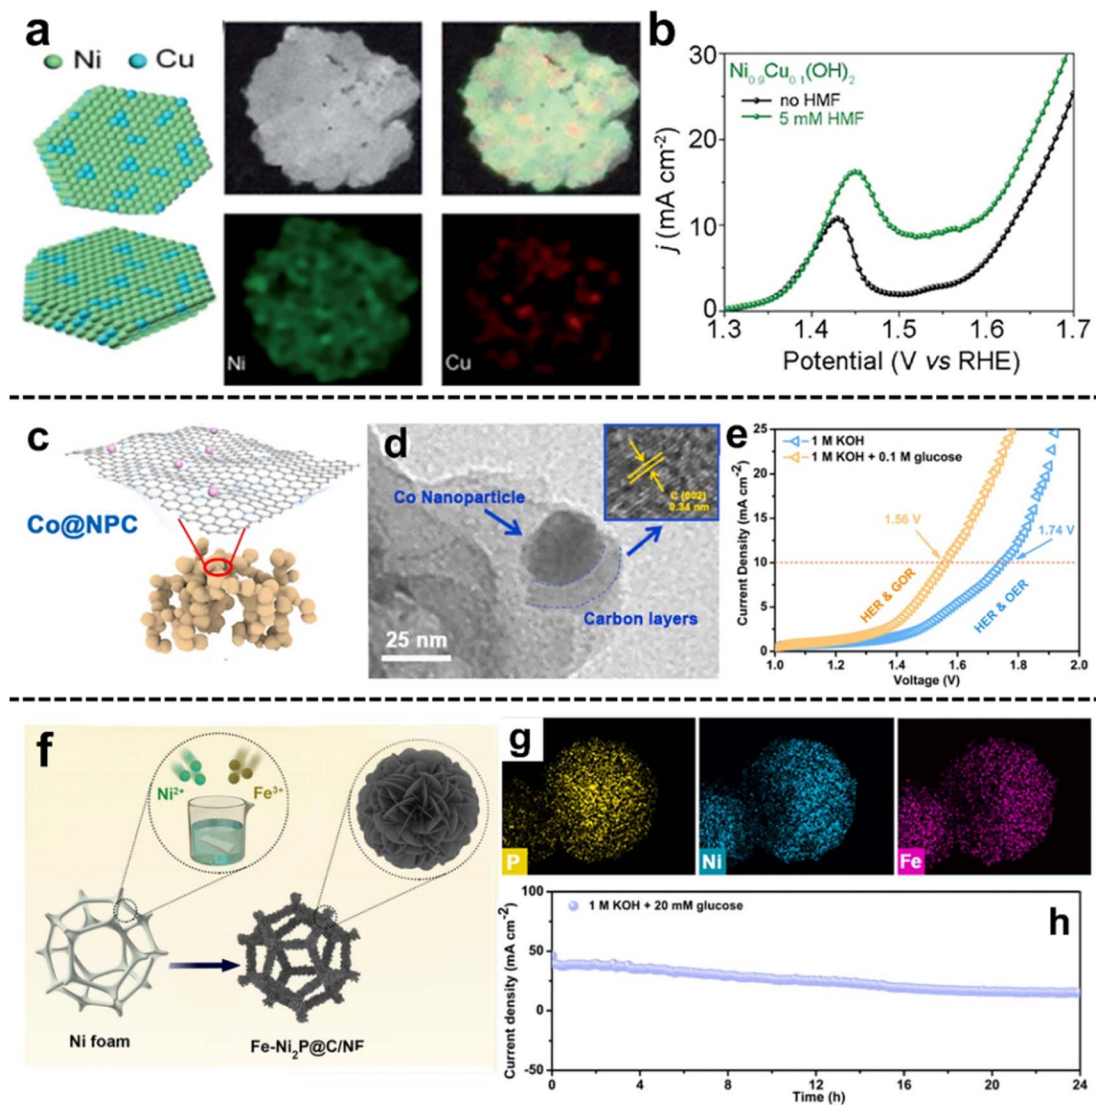 a
Ni Cu
Ni
Cu
b
Ni0.9Cu0.1(OH)2
no HMF
5 mM HMF
j (mA cm-2)
30
20
10
0
1.3 1.4 1.5 1.6 1.7
Potential (V vs RHE)
c
Co@NPC
d
Co Nanoparticle
C (002)
0.34 nm
Carbon layers
25 nm
e
1 M KOH
1 M KOH + 0.1 M glucose
1.56 V
1.74 V
HER & GOR
HER & OER
Current Density (mA cm-2)
25
20
15
10
5
0
1.0 1.2 1.4 1.6 1.8 2.0
Voltage (V)
f
Ni2+
Fe3+
Ni foam
Fe-Ni2P@C/NF
g
P
Ni
Fe
h
1 M KOH + 20 mM glucose
Current density (mA cm-2)
100
50
0
-50
0 4 8 12 16 20 24
Time (h)